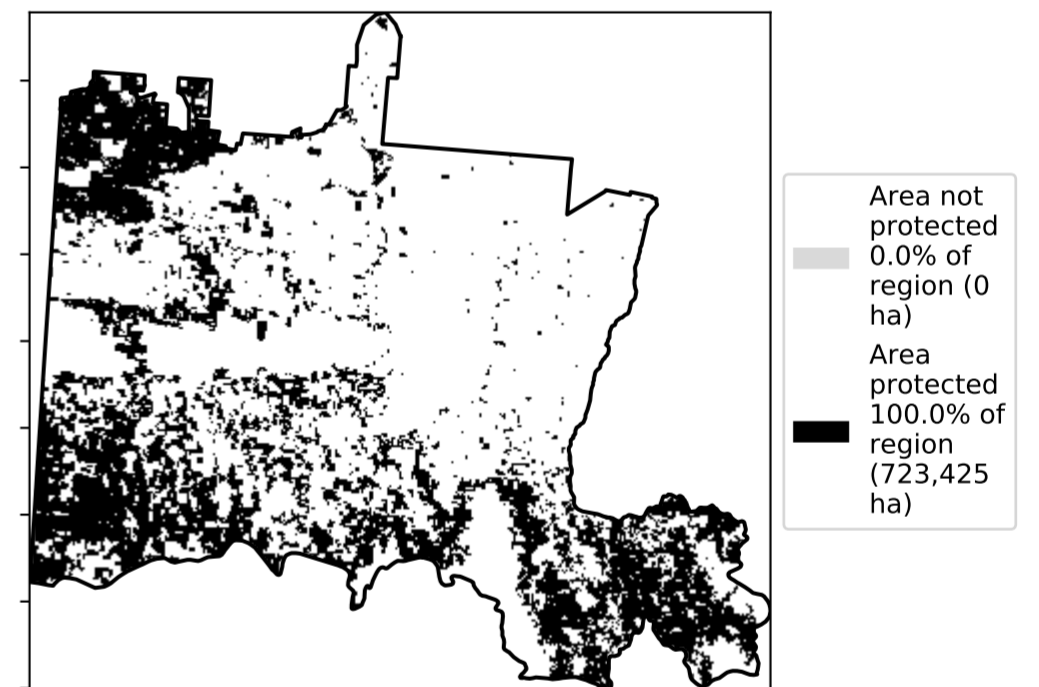 Area not
protected
0.0% of
region (0
ha)
Area
protected
100.0% of
region
(723,425
ha)